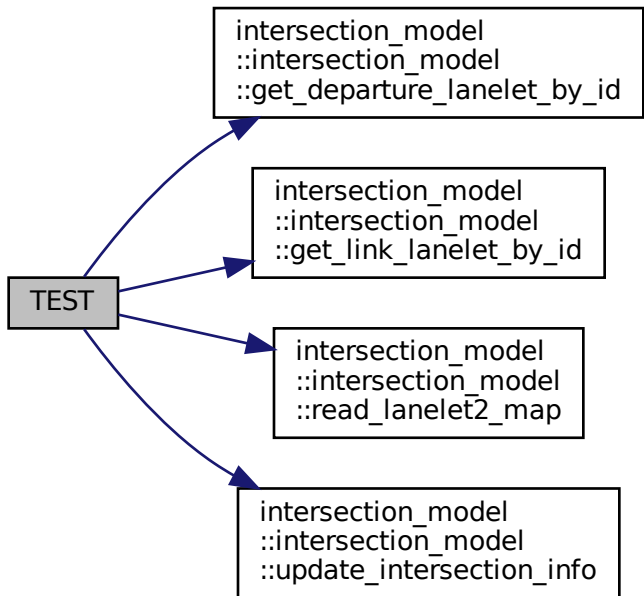 intersection_model
::intersection_model
::get_departure_lanelet_by_id
intersection_model
::intersection_model
::get_link_lanelet_by_id
TEST
intersection_model
::intersection_model
::read_lanelet2_map
intersection_model
::intersection_model
::update_intersection_info